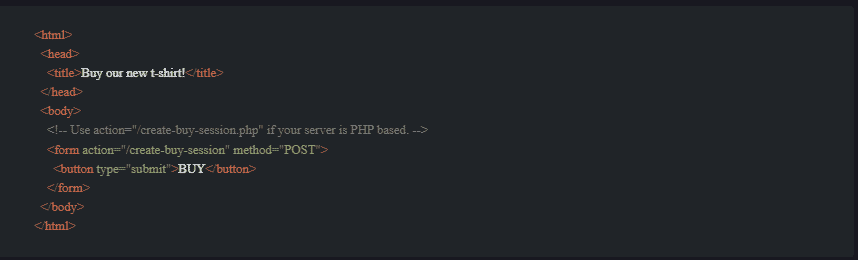 <html>
<head>
<title>Buy our new t-shirt!</title>
</head>
<body>
<!-- Use action="/create-buy-session.php" if your server is PHP based. -->
<form action="/create-buy-session" method="POST">
<button type="submit">BUY</button>
</form>
</body>
</html>